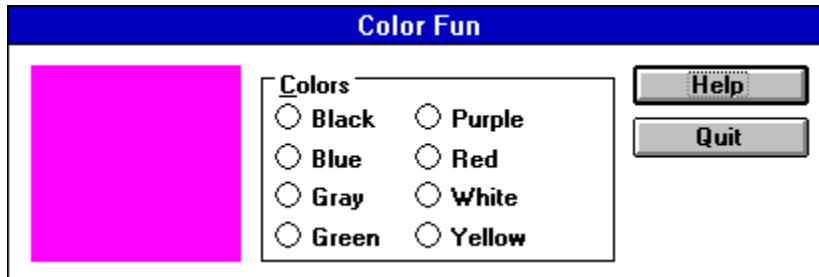 Color Fun
Colors
Black
Blue
Gray
Green
Purple
Red
White
Yellow
Help
Quit